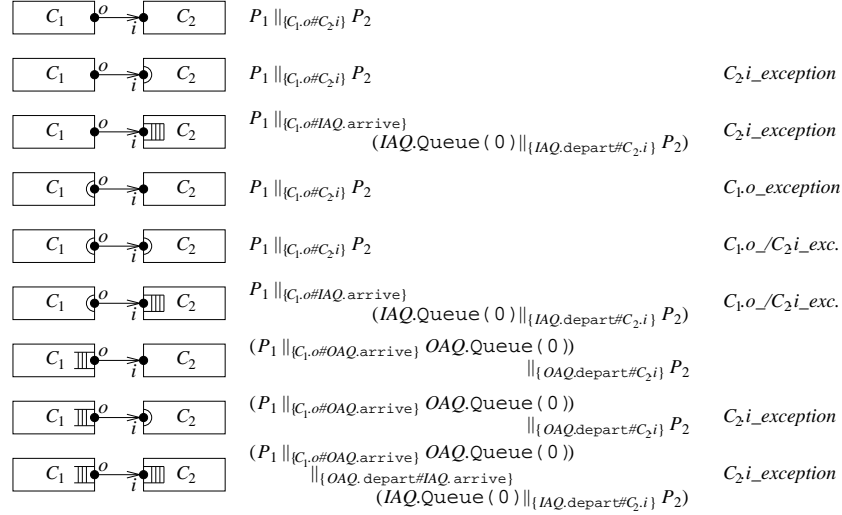 C₁ o i C₂ P₁ ||{C₁.o#C₂.i} P₂
C₁ o i C₂ P₁ ||{C₁.o#C₂.i} P₂ C₂.i_exception
C₁ o i C₂ P₁ ||{C₁.o#IAQ.arrive} C₂.i_exception
(IAQ.Queue(0)||{IAQ.depart#C₂.i} P₂)
C₁ o i C₂ P₁ ||{C₁.o#C₂.i} P₂ C₁.o_exception
C₁ o i C₂ P₁ ||{C₁.o#C₂.i} P₂ C₁.o_/C₂.i_exc.
C₁ o i C₂ P₁ ||{C₁.o#IAQ.arrive} C₁.o_/C₂.i_exc.
(IAQ.Queue(0)||{IAQ.depart#C₂.i} P₂)
C₁ o i C₂ (P₁ ||{C₁.o#OAQ.arrive} OAQ.Queue(0))
||{OAQ.depart#C₂.i} P₂
C₁ o i C₂ (P₁ ||{C₁.o#OAQ.arrive} OAQ.Queue(0))
||{OAQ.depart#C₂.i} P₂ C₂.i_exception
(P₁ ||{C₁.o#OAQ.arrive} OAQ.Queue(0))
C₁ o i C₂ ||{OAQ.depart#IAQ.arrive} C₂.i_exception
(IAQ.Queue(0)||{IAQ.depart#C₂.i} P₂)